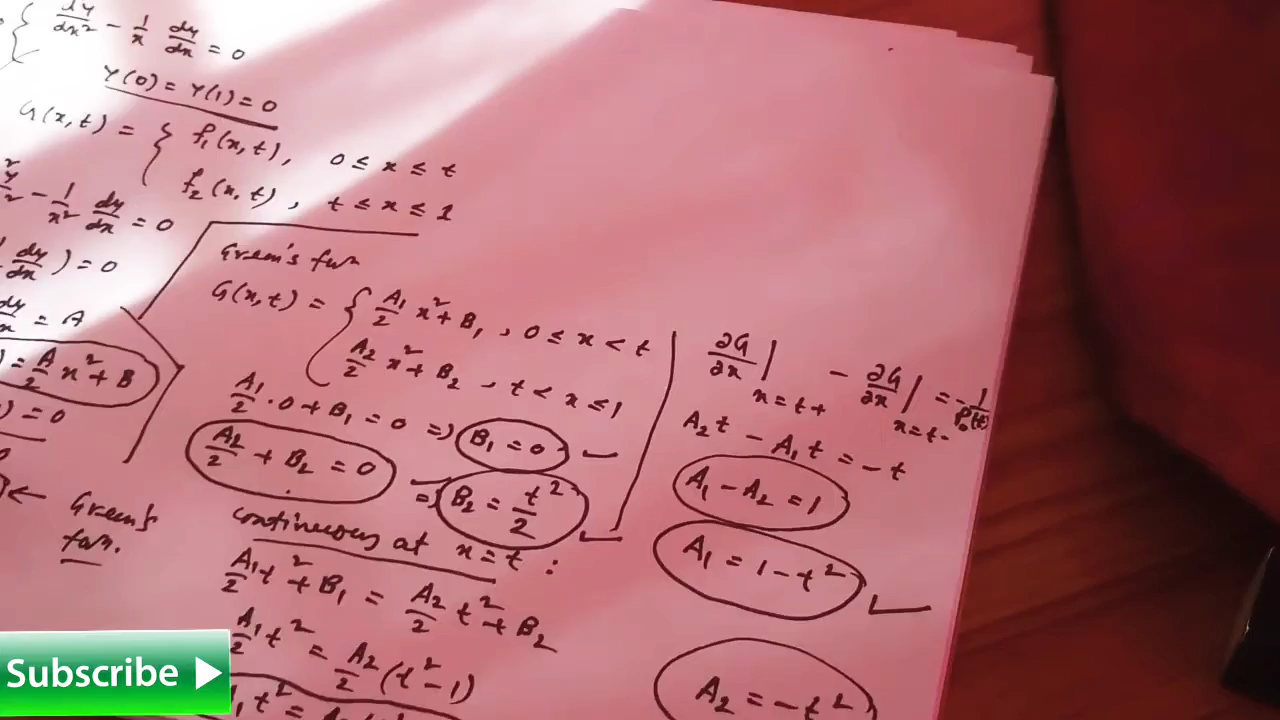 dy/dx² - 1/x dy/dx = 0
Y(0) = Y(1) = 0
G(x,t) = { f₁(x,t), 0 ≤ x ≤ t
f₂(x,t), t ≤ x ≤ 1
- 1/x² dy/dx = 0
dy/dx ) = 0
dy/x = A
= A/2 x² + B
) = 0
← Green's
fun.
Green's fun
G(x,t) = { A₁/2 x² + B₁, 0 ≤ x < t
A₂/2 x² + B₂, t < x ≤ 1
A₁/2 · 0 + B₁ = 0 => B₁ = 0
A₂/2 + B₂ = 0 => B₂ = t²/2
continuous at x = t :
A₁/2 t² + B₁ = A₂/2 t² + B₂
A₁/2 t² = A₂/2 (t² - 1)
∂G/∂x |x=t+ - ∂G/∂x |x=t- = -1/P₀(t)
A₂t - A₁t = -t
A₁ - A₂ = 1
A₁ = 1 - t²
A₂ = -t²
Subscribe